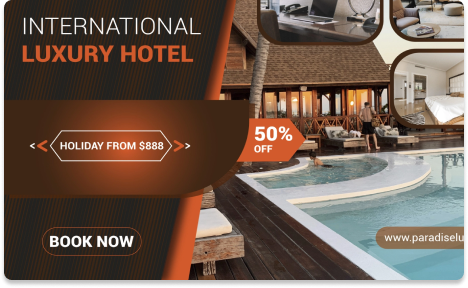 INTERNATIONAL
LUXURY HOTEL
HOLIDAY FROM $888
50%
OFF
BOOK NOW
www.paradiselu